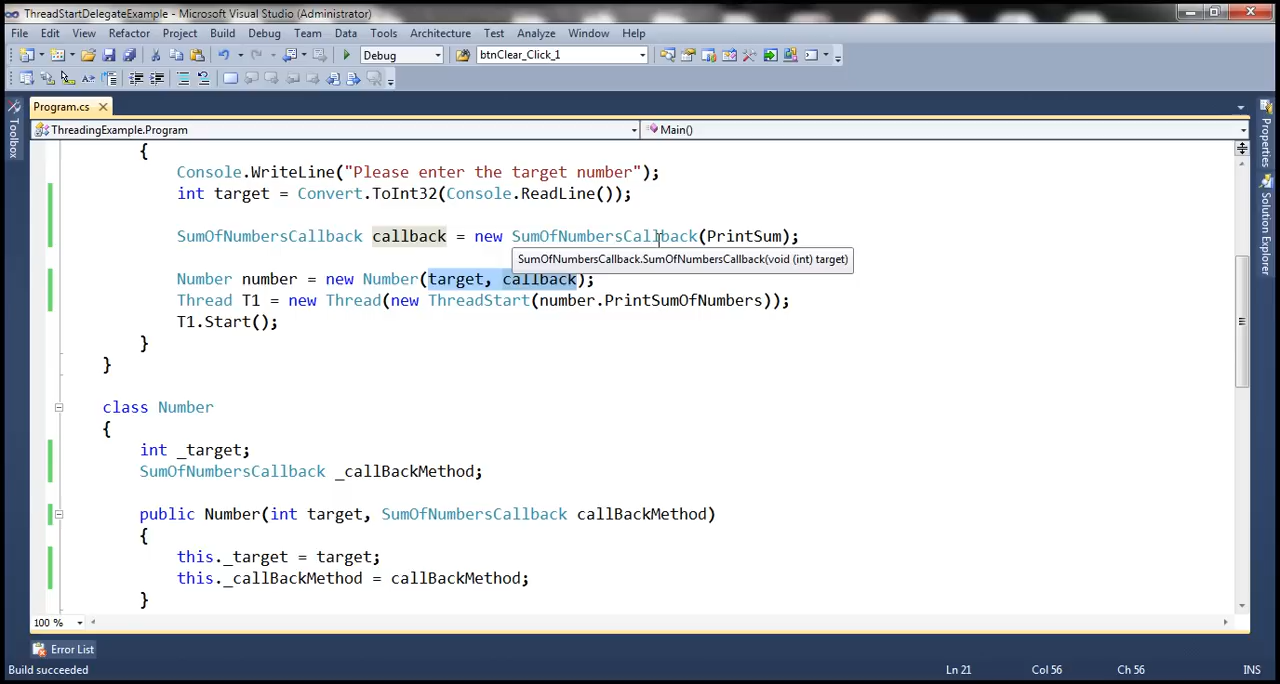 ThreadStartDelegateExample - Microsoft Visual Studio (Administrator)
File Edit View Refactor Project Build Debug Team Data Tools Architecture Test Analyze Window Help
Debug btnClear_Click_1
Program.cs
ThreadingExample.Program Main()
Toolbox
Properties
Solution Explorer
{
Console.WriteLine("Please enter the target number");
int target = Convert.ToInt32(Console.ReadLine());
SumOfNumbersCallback callback = new SumOfNumbersCallback(PrintSum);
SumOfNumbersCallback.SumOfNumbersCallback(void (int) target)
Number number = new Number(target, callback);
Thread T1 = new Thread(new ThreadStart(number.PrintSumOfNumbers));
T1.Start();
}
}
class Number
{
int _target;
SumOfNumbersCallback _callBackMethod;
public Number(int target, SumOfNumbersCallback callBackMethod)
{
this._target = target;
this._callBackMethod = callBackMethod;
}
100 %
Error List
Build succeeded Ln 21 Col 56 Ch 56 INS